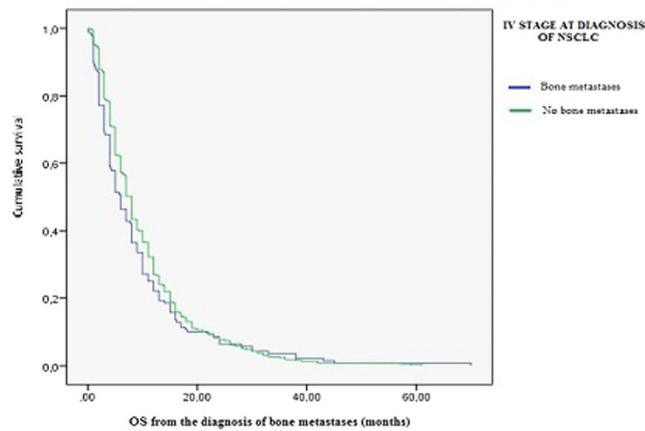 IV STAGE AT DIAGNOSIS
OF NSCLC
Bone metastases
No bone metastases
Cumulative survival
1,0
0,8
0,6
0,4
0,2
0,0
,00
20,00
40,00
60,00
OS from the diagnosis of bone metastases (months)